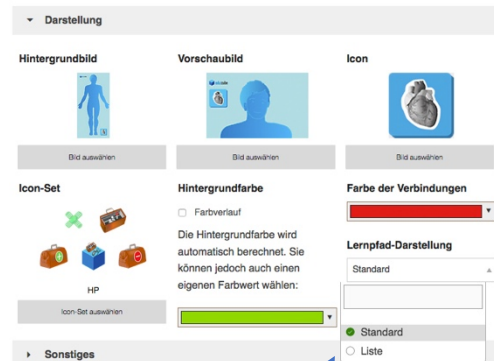 Darstellung
Hintergrundbild
Vorschaubild
Icon
Bild auswählen
Bild auswählen
Bild auswählen
Icon-Set
HP
Icon-Set auswählen
Hintergrundfarbe
Farbverlauf
Die Hintergrundfarbe wird
automatisch berechnet. Sie
können jedoch auch einen
eigenen Farbwert wählen:
Farbe der Verbindungen
Lernpfad-Darstellung
Standard
Standard
Liste
Sonstiges